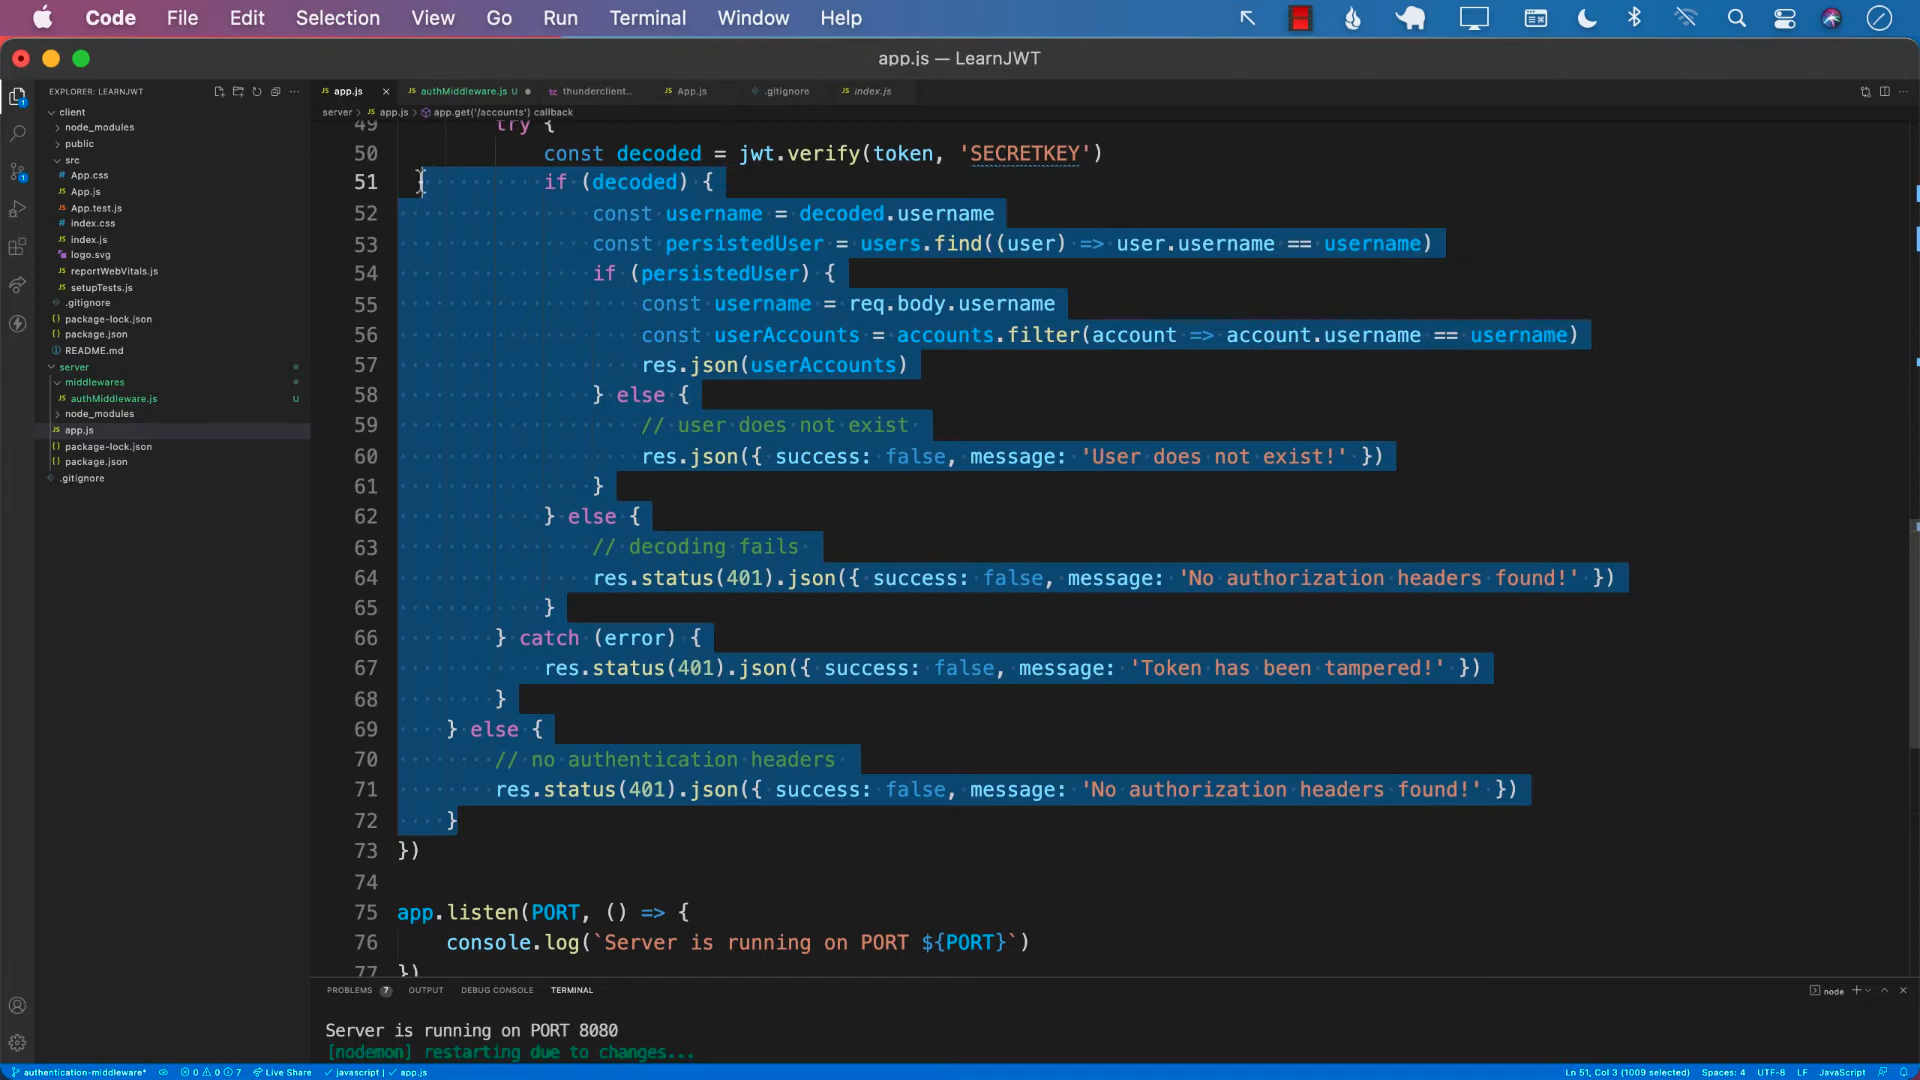 Code File Edit Selection View Go Run Terminal Window Help
app.js — LearnJWT
EXPLORER: LEARNJWT
client
node_modules
public
src
App.css
App.js
App.test.js
index.css
index.js
logo.svg
reportWebVitals.js
setupTests.js
.gitignore
package-lock.json
package.json
README.md
server
middlewares
authMiddleware.js U
node_modules
app.js
package-lock.json
package.json
.gitignore
app.js authMiddleware.js U thunderclient.. App.js .gitignore index.js
server > app.js > app.get('/accounts') callback
49 try {
50 const decoded = jwt.verify(token, 'SECRETKEY')
51 if (decoded) {
52 const username = decoded.username
53 const persistedUser = users.find((user) => user.username == username)
54 if (persistedUser) {
55 const username = req.body.username
56 const userAccounts = accounts.filter(account => account.username == username)
57 res.json(userAccounts)
58 } else {
59 // user does not exist
60 res.json({ success: false, message: 'User does not exist!' })
61 }
62 } else {
63 // decoding fails
64 res.status(401).json({ success: false, message: 'No authorization headers found!' })
65 }
66 } catch (error) {
67 res.status(401).json({ success: false, message: 'Token has been tampered!' })
68 }
69 } else {
70 // no authentication headers
71 res.status(401).json({ success: false, message: 'No authorization headers found!' })
72 }
73 })
74
75 app.listen(PORT, () => {
76 console.log(`Server is running on PORT ${PORT}`)
77 })
PROBLEMS 7 OUTPUT DEBUG CONSOLE TERMINAL node
Server is running on PORT 8080
[nodemon] restarting due to changes...
authentication-middleware* 0 0 7 Live Share javascript app.js Ln 51, Col 3 (1009 selected) Spaces: 4 UTF-8 LF JavaScript